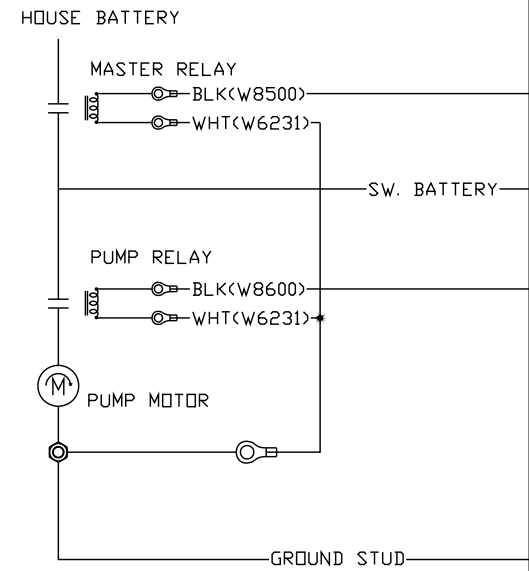 HOUSE BATTERY
MASTER RELAY
BLK(W8500)
WHT(W6231)
SW. BATTERY
PUMP RELAY
BLK(W8600)
WHT(W6231)
M
PUMP MOTOR
GROUND STUD